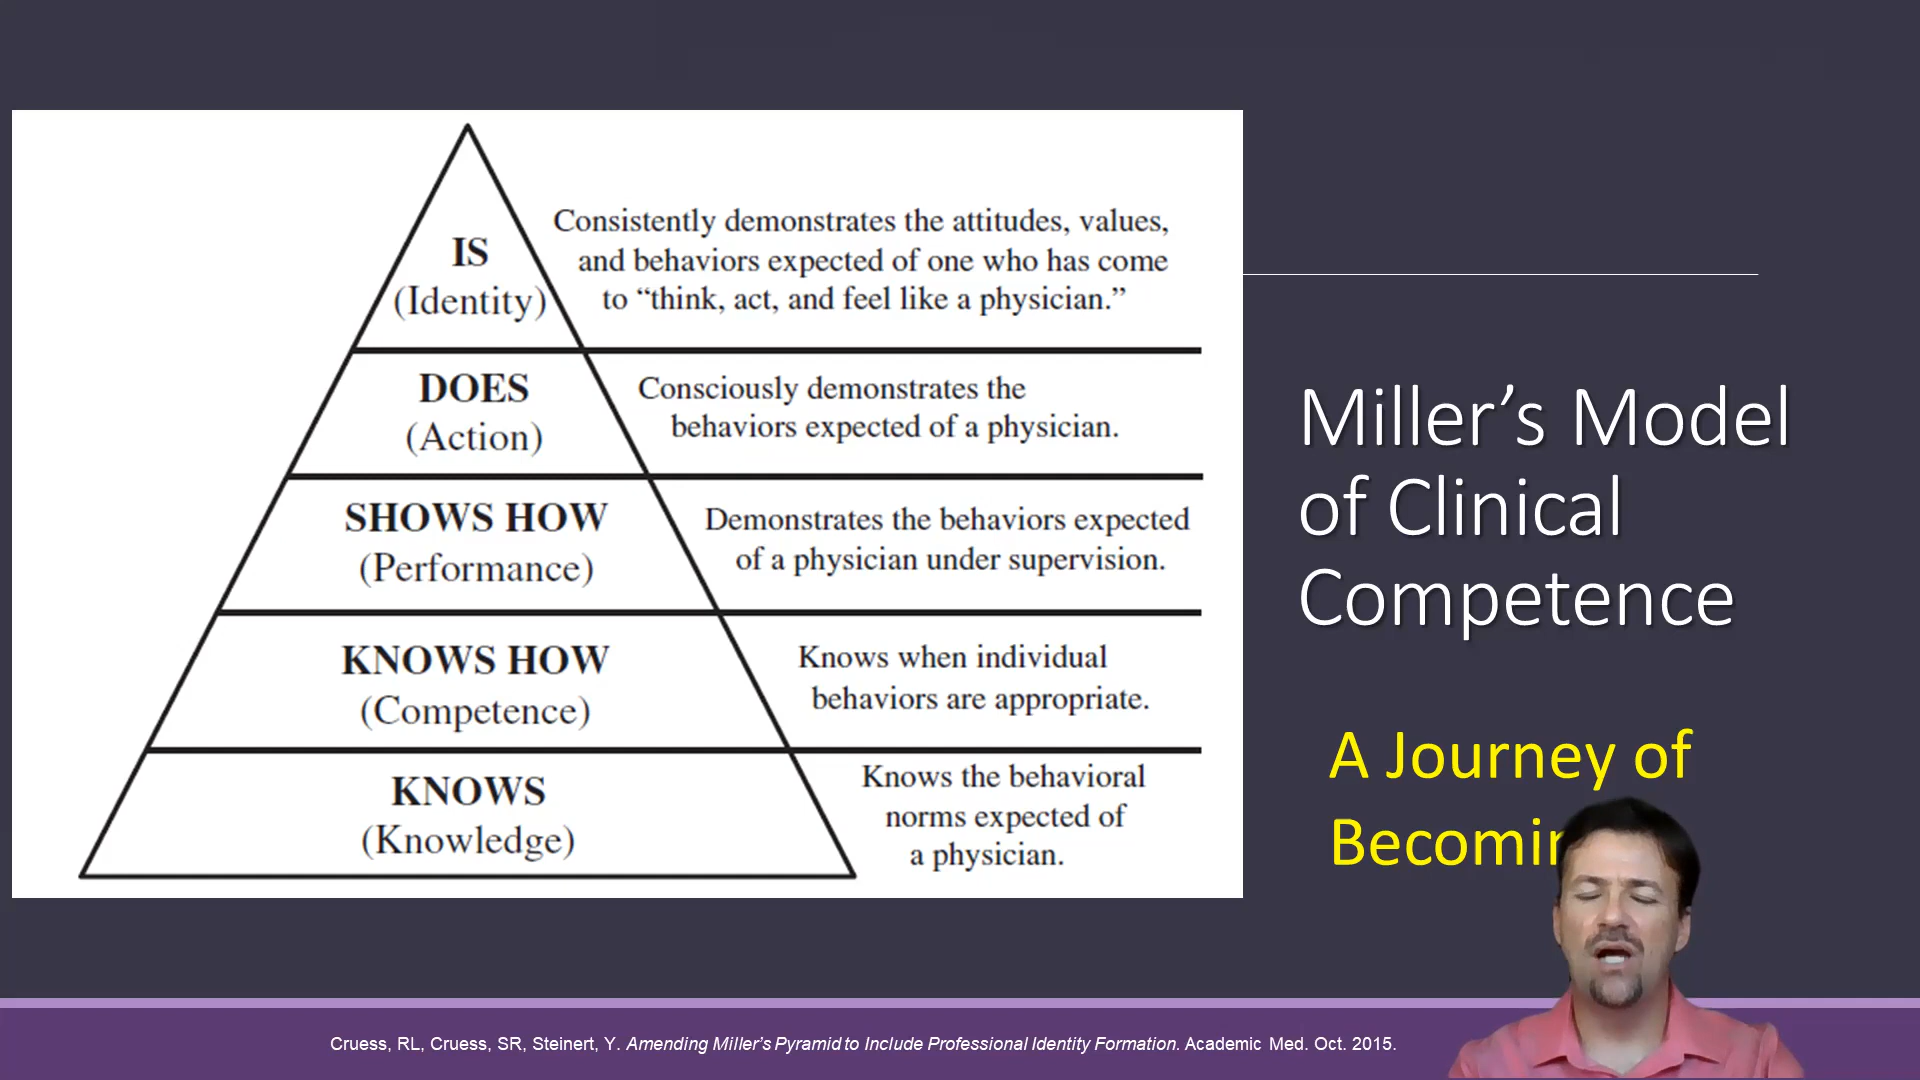 IS
(Identity)
Consistently demonstrates the attitudes, values,
and behaviors expected of one who has come
to “think, act, and feel like a physician.”
DOES
(Action)
Consciously demonstrates the
behaviors expected of a physician.
SHOWS HOW
(Performance)
Demonstrates the behaviors expected
of a physician under supervision.
KNOWS HOW
(Competence)
Knows when individual
behaviors are appropriate.
KNOWS
(Knowledge)
Knows the behavioral
norms expected of
a physician.
Miller’s Model
of Clinical
Competence
A Journey of
Cruess, RL, Cruess, SR, Steinert, Y. Amending Miller’s Pyramid to Include Professional Identity Formation. Academic Med. Oct. 2015.